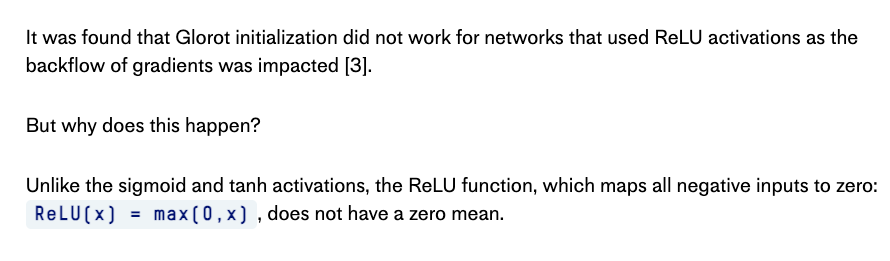 It was found that Glorot initialization did not work for networks that used ReLU activations as the
backflow of gradients was impacted [3].
But why does this happen?
Unlike the sigmoid and tanh activations, the ReLU function, which maps all negative inputs to zero:
ReLU(x) = max(0,x) , does not have a zero mean.